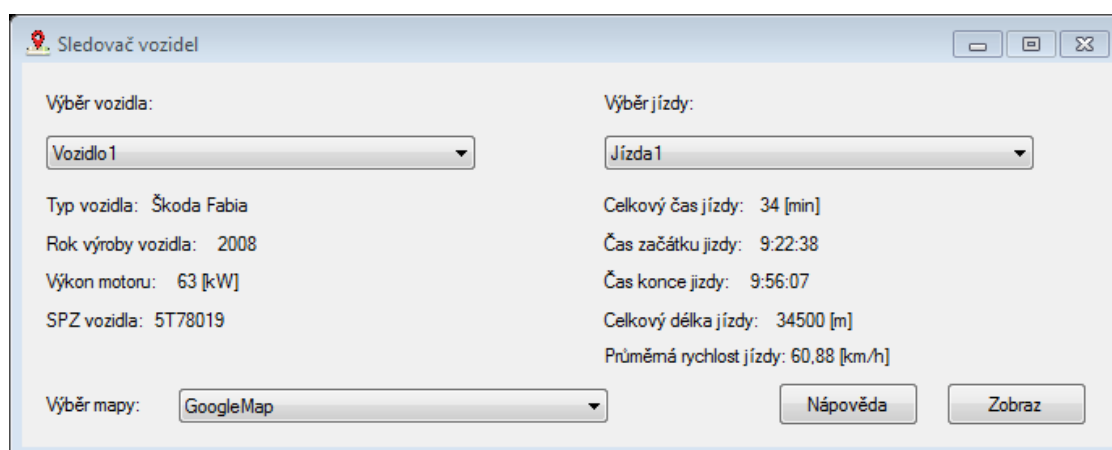 Sledovač vozidel
Výběr vozidla:
Vozidlo1
Typ vozidla: Škoda Fabia
Rok výroby vozidla: 2008
Výkon motoru: 63 [kW]
SPZ vozidla: 5T78019
Výběr jízdy:
Jízda1
Celkový čas jízdy: 34 [min]
Čas začátku jizdy: 9:22:38
Čas konce jizdy: 9:56:07
Celkový délka jízdy: 34500 [m]
Průměrná rychlost jízdy: 60,88 [km/h]
Výběr mapy: GoogleMap
Nápověda
Zobraz